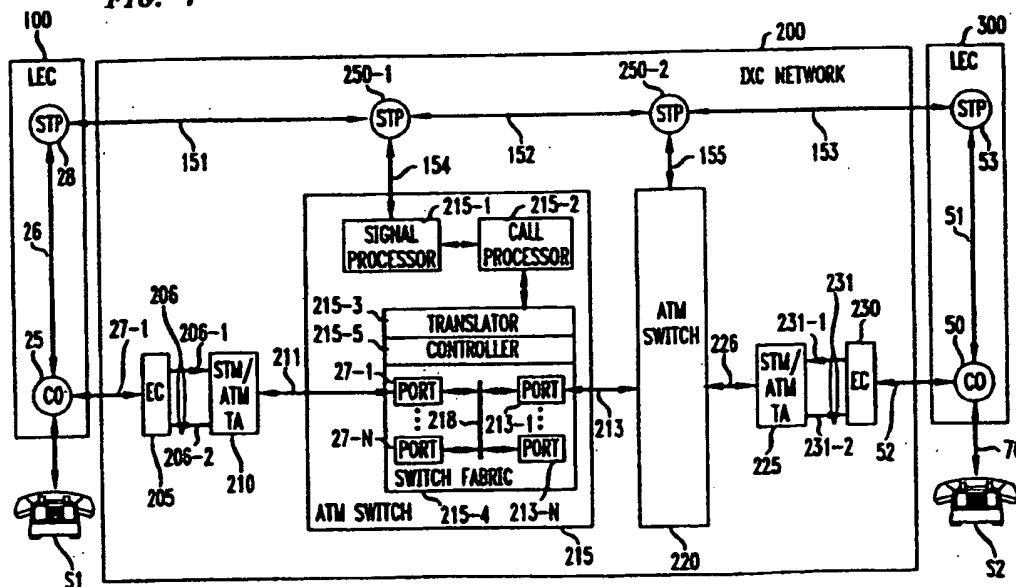 FIG.
100
200
300
LEC
250-1
250-2
IXC NETWORK
LEC
STP
STP
STP
STP
28
151
152
153
53
154
155
215-1
215-2
26
SIGNAL PROCESSOR
CALL PROCESSOR
51
215-3
TRANSLATOR
215-5
CONTROLLER
ATM SWITCH
206
231
230
25
27-1
206-1
231-1
50
211
27-1
PORT
PORT
226
CO
EC
STM/ATM TA
218
213-1
213
STM/ATM TA
EC
CO
27-N
PORT
PORT
206-2
231-2
52
70
205
210
SWITCH FABRIC
225
ATM SWITCH
215-4
213-N
215
220
S1
S2